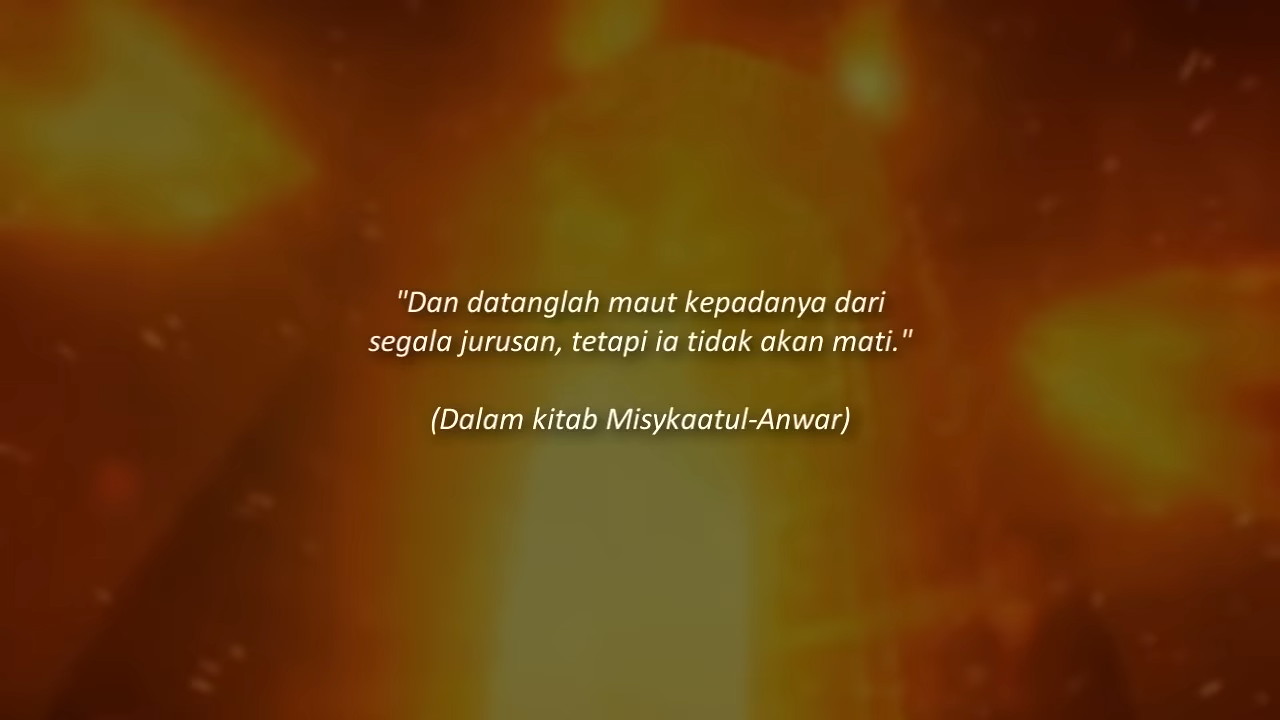 "Dan datanglah maut kepadanya dari
segala jurusan, tetapi ia tidak akan mati."
(Dalam kitab Misykaatul-Anwar)